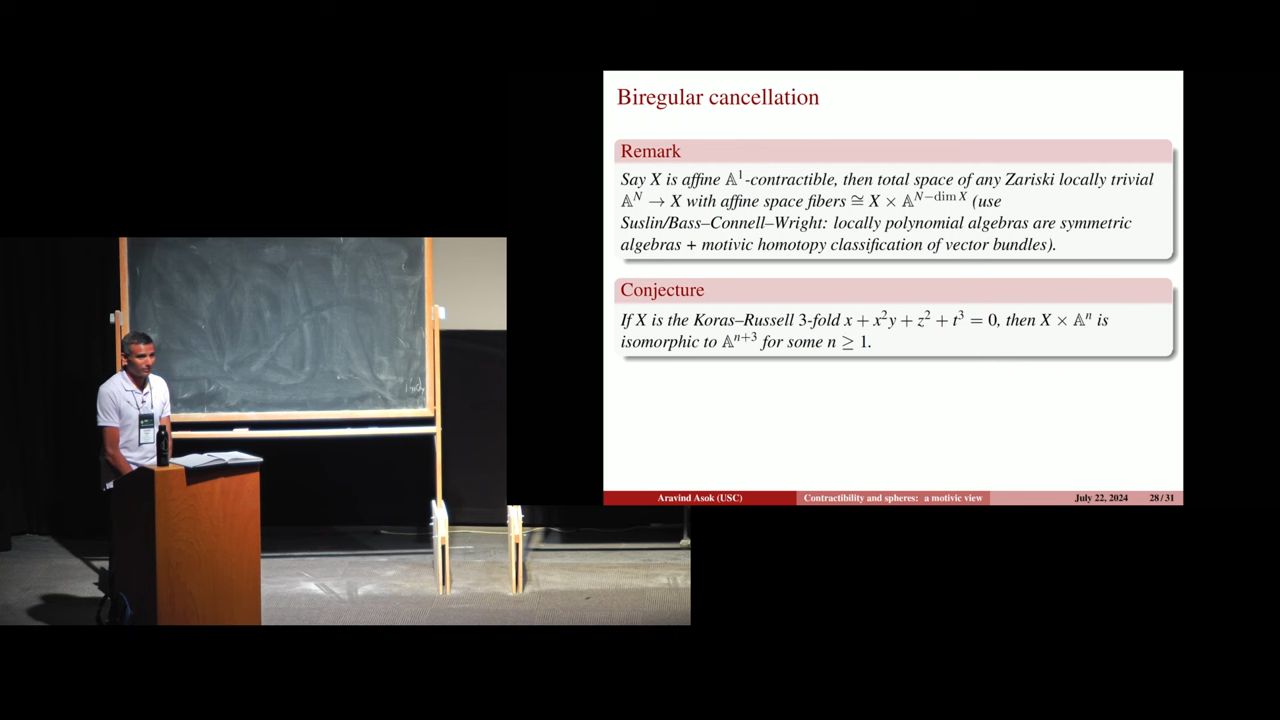 Biregular cancellation
Remark
Say X is affine 𝔸¹-contractible, then total space of any Zariski locally trivial
𝔸ᴺ → X with affine space fibers ≅ X × 𝔸^{N−dim X} (use
Suslin/Bass–Connell–Wright: locally polynomial algebras are symmetric
algebras + motivic homotopy classification of vector bundles).
Conjecture
If X is the Koras–Russell 3-fold x + x²y + z² + t³ = 0, then X × 𝔸ⁿ is
isomorphic to 𝔸ⁿ⁺³ for some n ≥ 1.
Aravind Asok (USC)
Contractibility and spheres: a motivic view
July 22, 2024
28 / 31